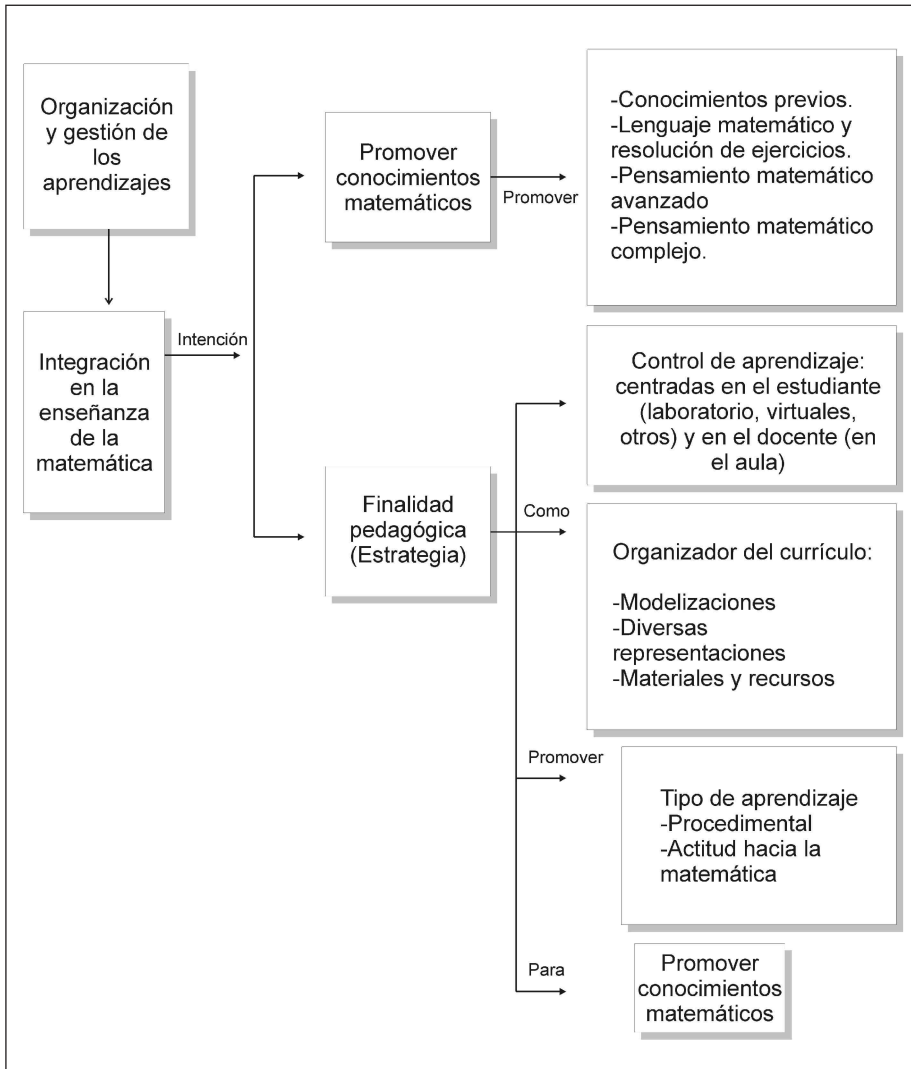 Organización
y gestión de
los
aprendizajes
Integración
en la
enseñanza
de la
matemática
Intención
Promover
conocimientos
matemáticos
Promover
-Conocimientos previos.
-Lenguaje matemático y
resolución de ejercicios.
-Pensamiento matemático
avanzado
-Pensamiento matemático
complejo.
Finalidad
pedagógica
(Estrategia)
Control de aprendizaje:
centradas en el estudiante
(laboratorio, virtuales,
otros) y en el docente (en
el aula)
Como
Organizador del currículo:
-Modelizaciones
-Diversas
representaciones
-Materiales y recursos
Promover
Tipo de aprendizaje
-Procedimental
-Actitud hacia la
matemática
Para
Promover
conocimientos
matemáticos